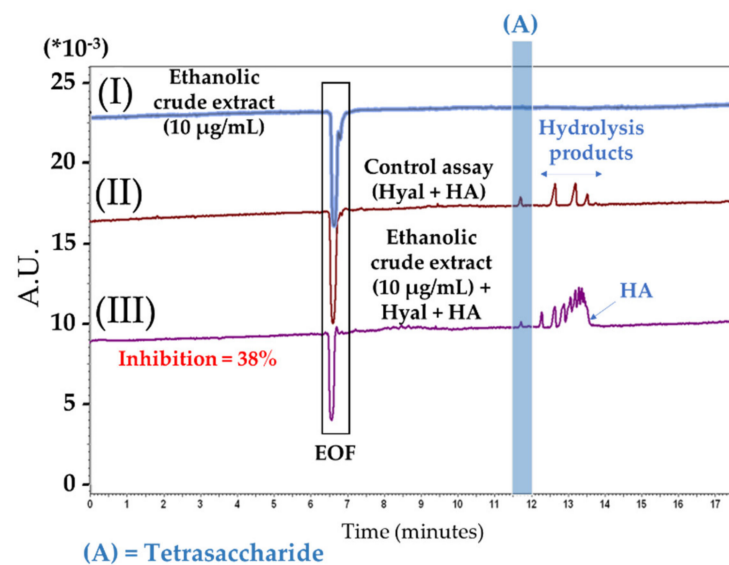 (*10⁻³)
(A)
25
(I)
Ethanolic
crude extract
(10 µg/mL)
Hydrolysis
products
20
(II)
Control assay
(Hyal + HA)
15
A.U.
Ethanolic
crude extract
(10 µg/mL) +
Hyal + HA
HA
(III)
10
Inhibition = 38%
5
EOF
0
0 1 2 3 4 5 6 7 8 9 10 11 12 13 14 15 16 17
Time (minutes)
(A) = Tetrasaccharide